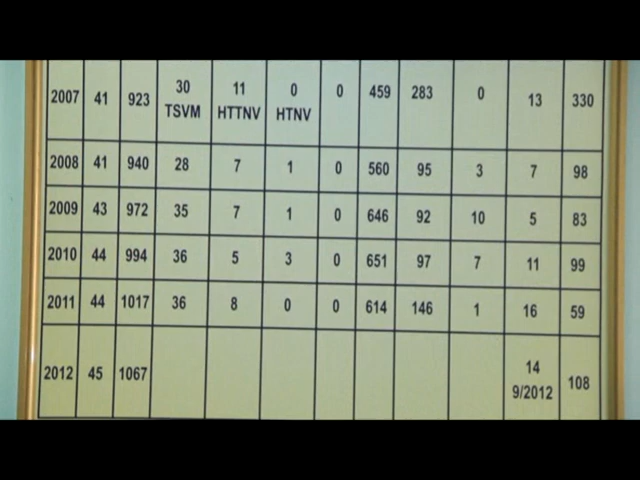 2007 41 923 30 TSVM 11 HTTNV 0 HTNV 0 459 283 0 13 330
2008 41 940 28 7 1 0 560 95 3 7 98
2009 43 972 35 7 1 0 646 92 10 5 83
2010 44 994 36 5 3 0 651 97 7 11 99
2011 44 1017 36 8 0 0 614 146 1 16 59
2012 45 1067 14 9/2012 108